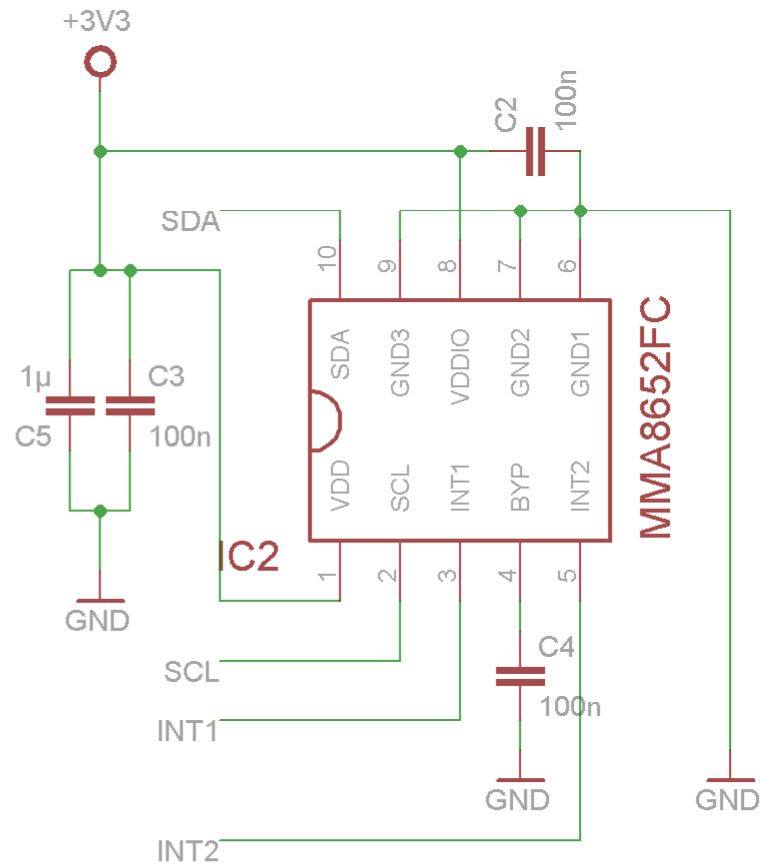 +3V3
C2
100n
SDA
10
9
8
7
6
SDA
GND3
VDDIO
GND2
GND1
MMA8652FC
1µ
C3
C5
100n
VDD
SCL
INT1
BYP
INT2
IC2
1
2
3
4
5
GND
C4
SCL
100n
INT1
GND
GND
INT2